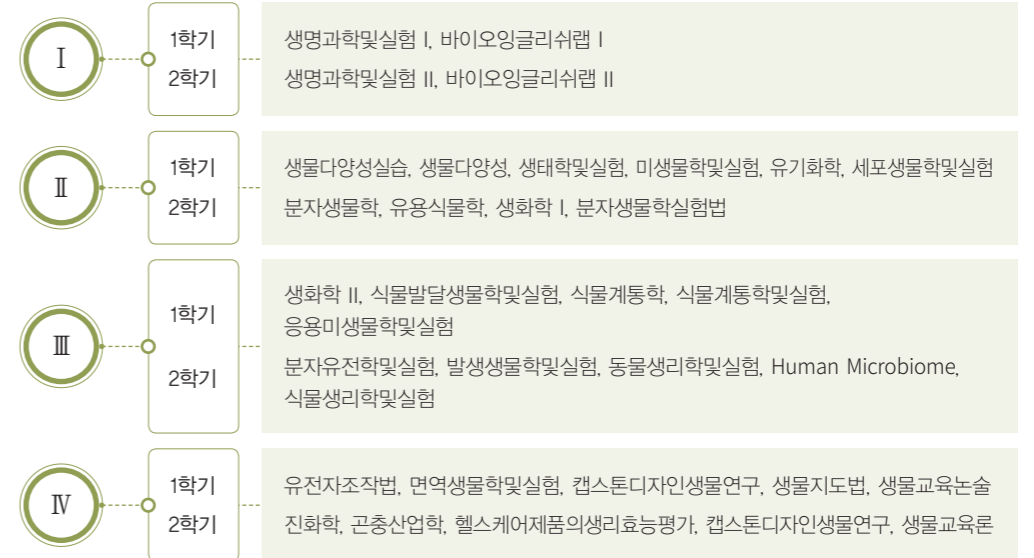 Ⅰ
1학기
생명과학및실험 I, 바이오잉글리쉬랩 I
2학기
생명과학및실험 II, 바이오잉글리쉬랩 II
Ⅱ
1학기
생물다양성실습, 생물다양성, 생태학및실험, 미생물학및실험, 유기화학, 세포생물학및실험
2학기
분자생물학, 유용식물학, 생화학 I, 분자생물학실험법
Ⅲ
1학기
생화학 II, 식물발달생물학및실험, 식물계통학, 식물계통학및실험,
응용미생물학및실험
2학기
분자유전학및실험, 발생생물학및실험, 동물생리학및실험, Human Microbiome,
식물생리학및실험
Ⅳ
1학기
유전자조작법, 면역생물학및실험, 캡스톤디자인생물연구, 생물지도법, 생물교육논술
2학기
진화학, 곤충산업학, 헬스케어제품의생리효능평가, 캡스톤디자인생물연구, 생물교육론